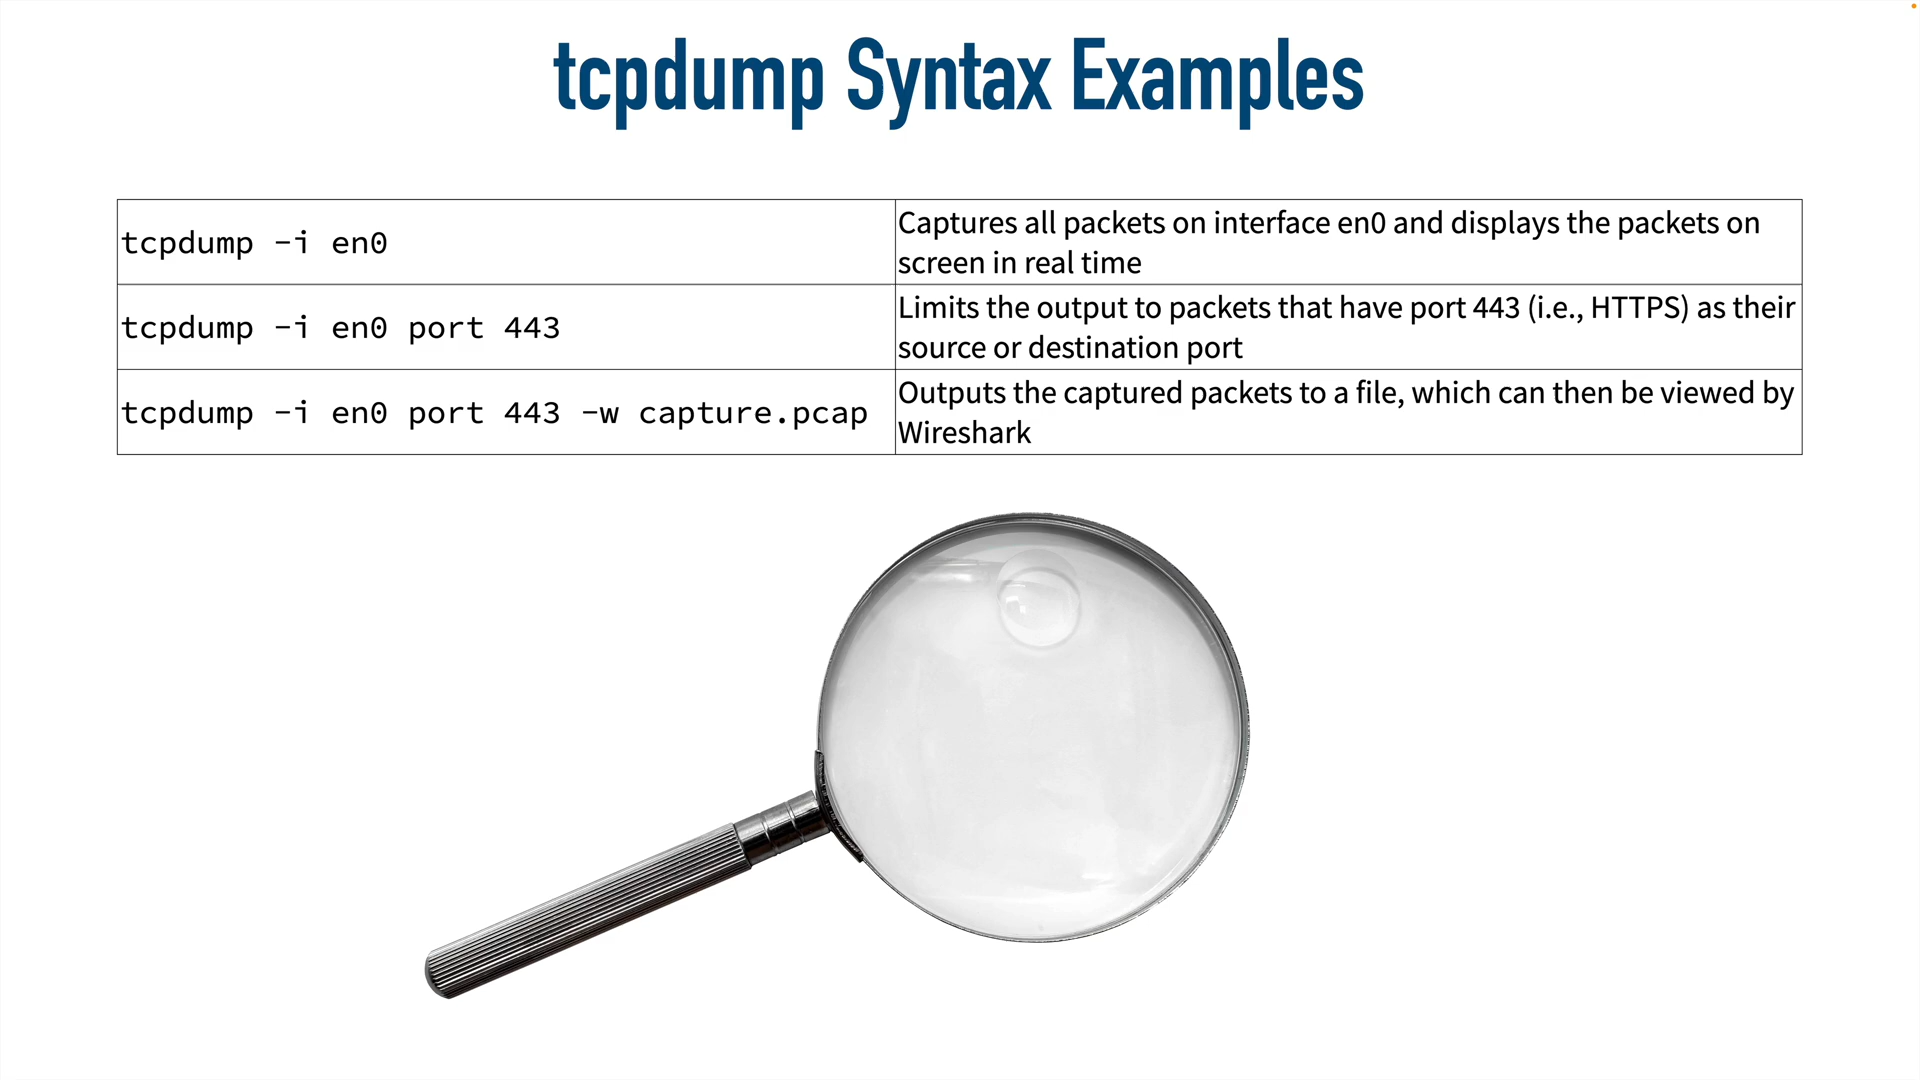 tcpdump Syntax Examples
tcpdump -i en0
Captures all packets on interface en0 and displays the packets on
screen in real time
tcpdump -i en0 port 443
Limits the output to packets that have port 443 (i.e., HTTPS) as their
source or destination port
tcpdump -i en0 port 443 -w capture.pcap
Outputs the captured packets to a file, which can then be viewed by
Wireshark